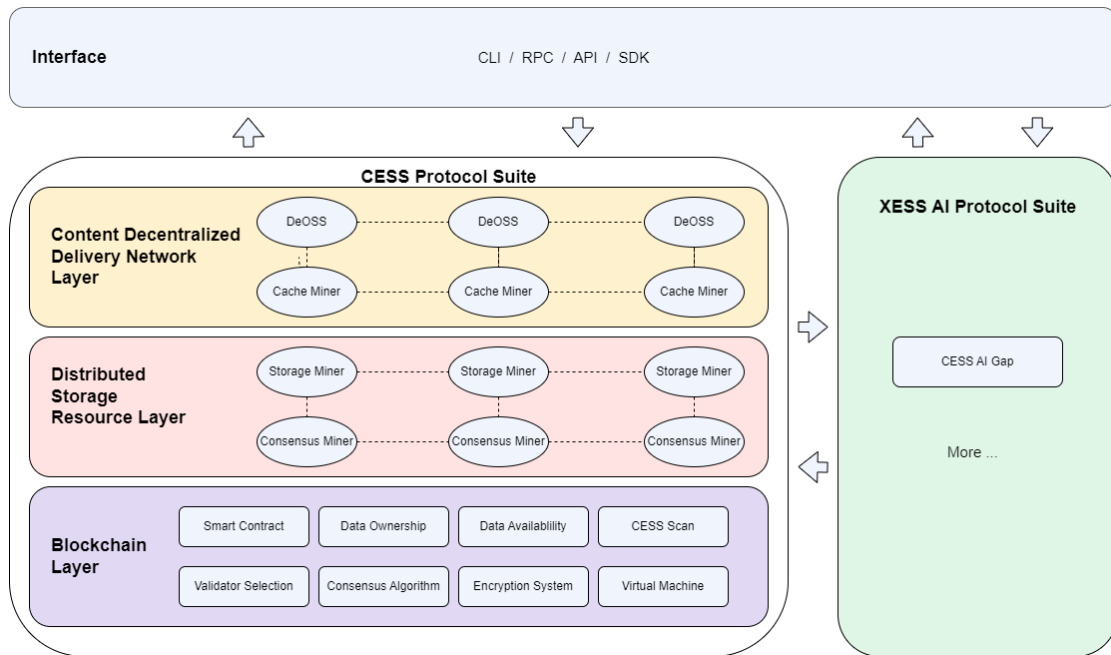 Interface
CLI / RPC / API / SDK
CESS Protocol Suite
Content Decentralized
Delivery Network
Layer
DeOSS
DeOSS
DeOSS
Cache Miner
Cache Miner
Cache Miner
Distributed
Storage
Resource Layer
Storage Miner
Storage Miner
Storage Miner
Consensus Miner
Consensus Miner
Consensus Miner
Blockchain
Layer
Smart Contract
Data Ownership
Data Availablility
CESS Scan
Validator Selection
Consensus Algorithm
Encryption System
Virtual Machine
XESS AI Protocol Suite
CESS AI Gap
More ...